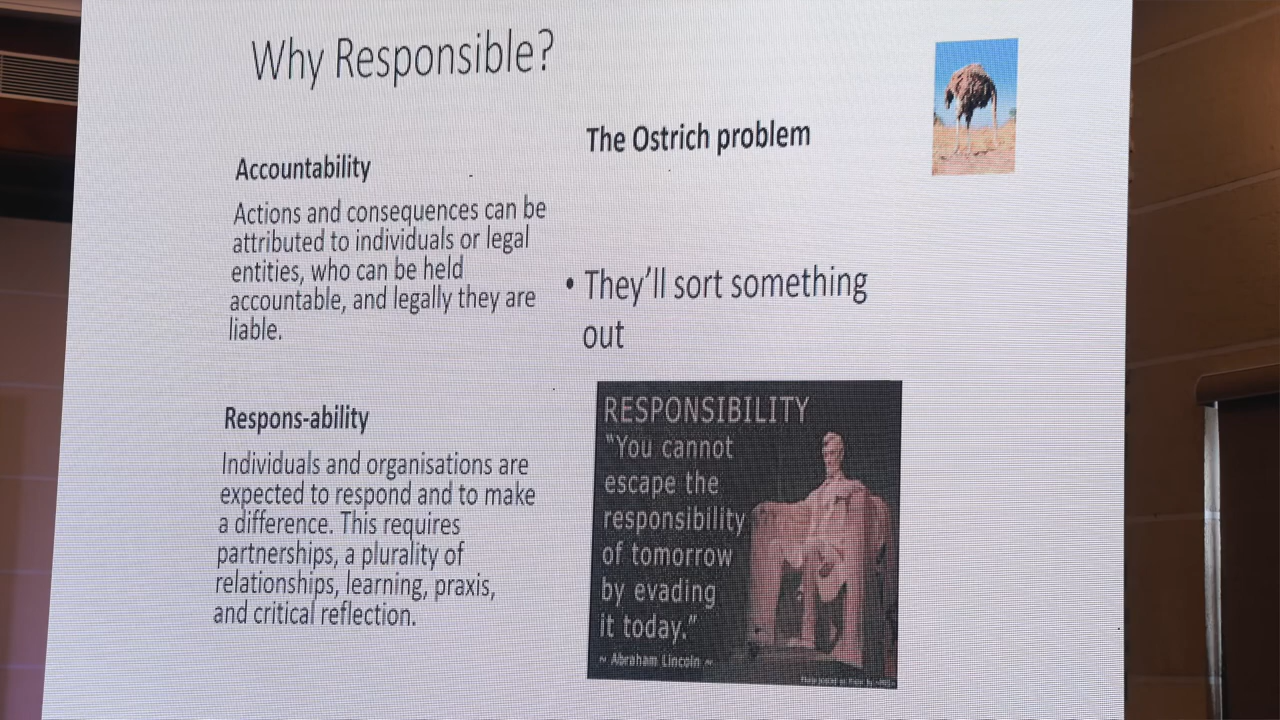 Why Responsible?
Accountability
Actions and consequences can be
attributed to individuals or legal
entities, who can be held
accountable, and legally they are
liable.
Respons-ability
Individuals and organisations are
expected to respond and to make
a difference. This requires
partnerships, a plurality of
relationships, learning, praxis,
and critical reflection.
The Ostrich problem
• They'll sort something
out
RESPONSIBILITY
"You cannot
escape the
responsibility
of tomorrow
by evading
it today."
~ Abraham Lincoln ~